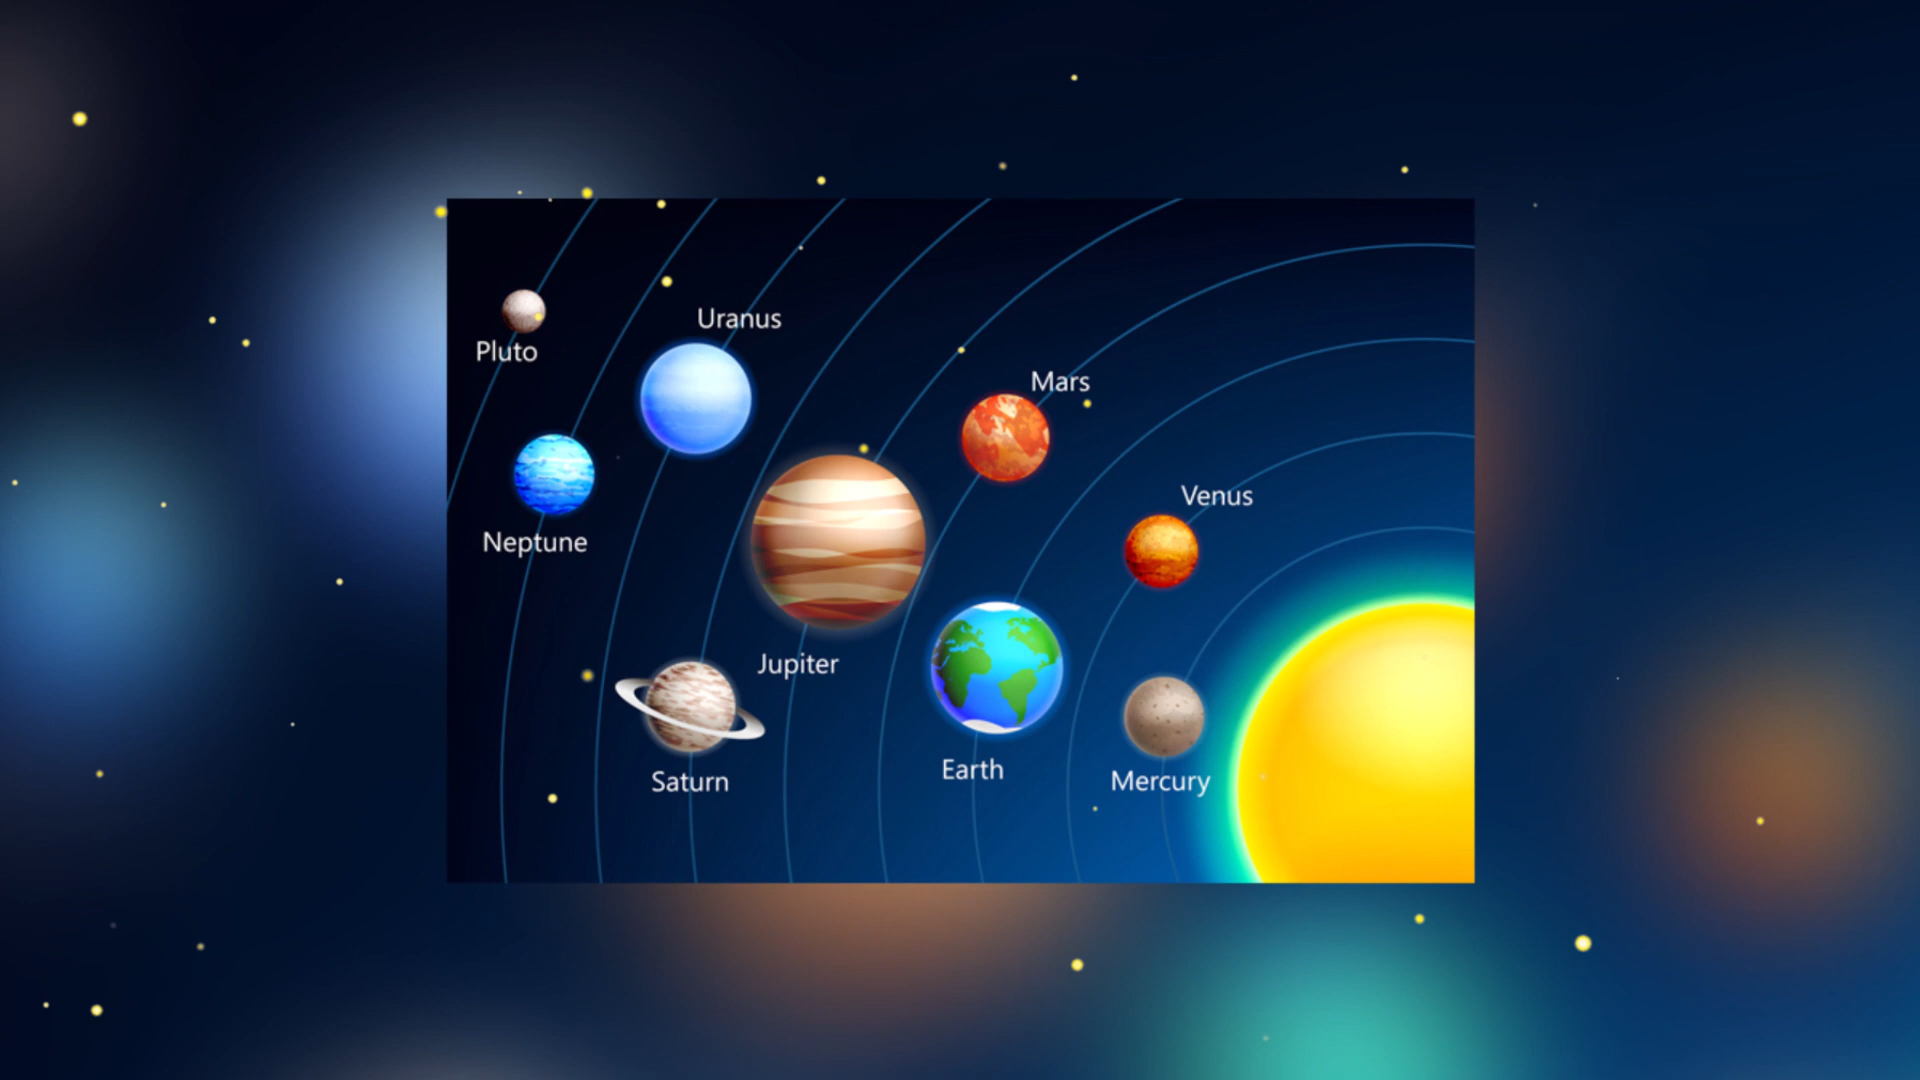 Uranus
Pluto
Mars
Venus
Neptune
Jupiter
Earth
Saturn
Mercury